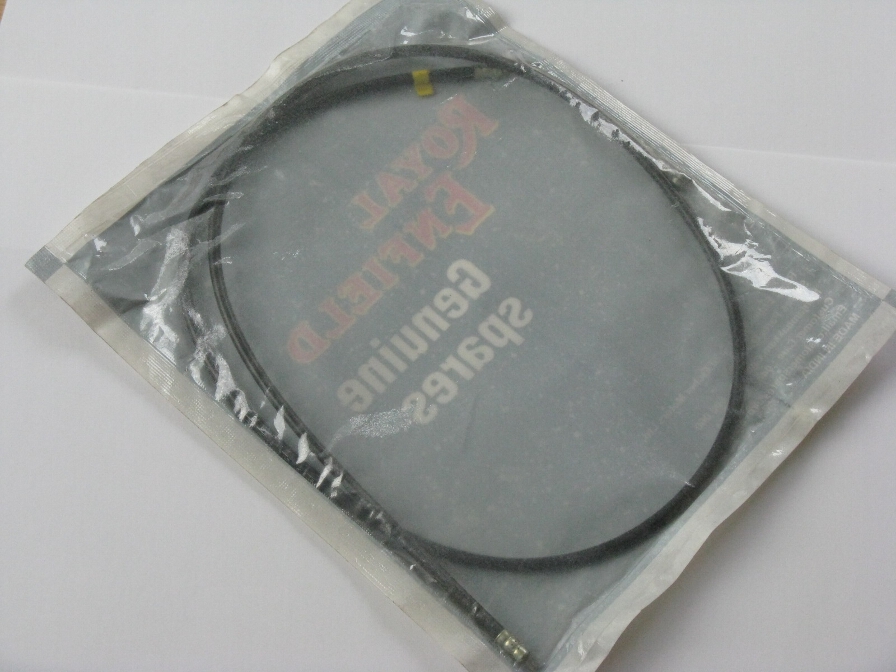 ROYAL
ENFIELD
Genuine
spares